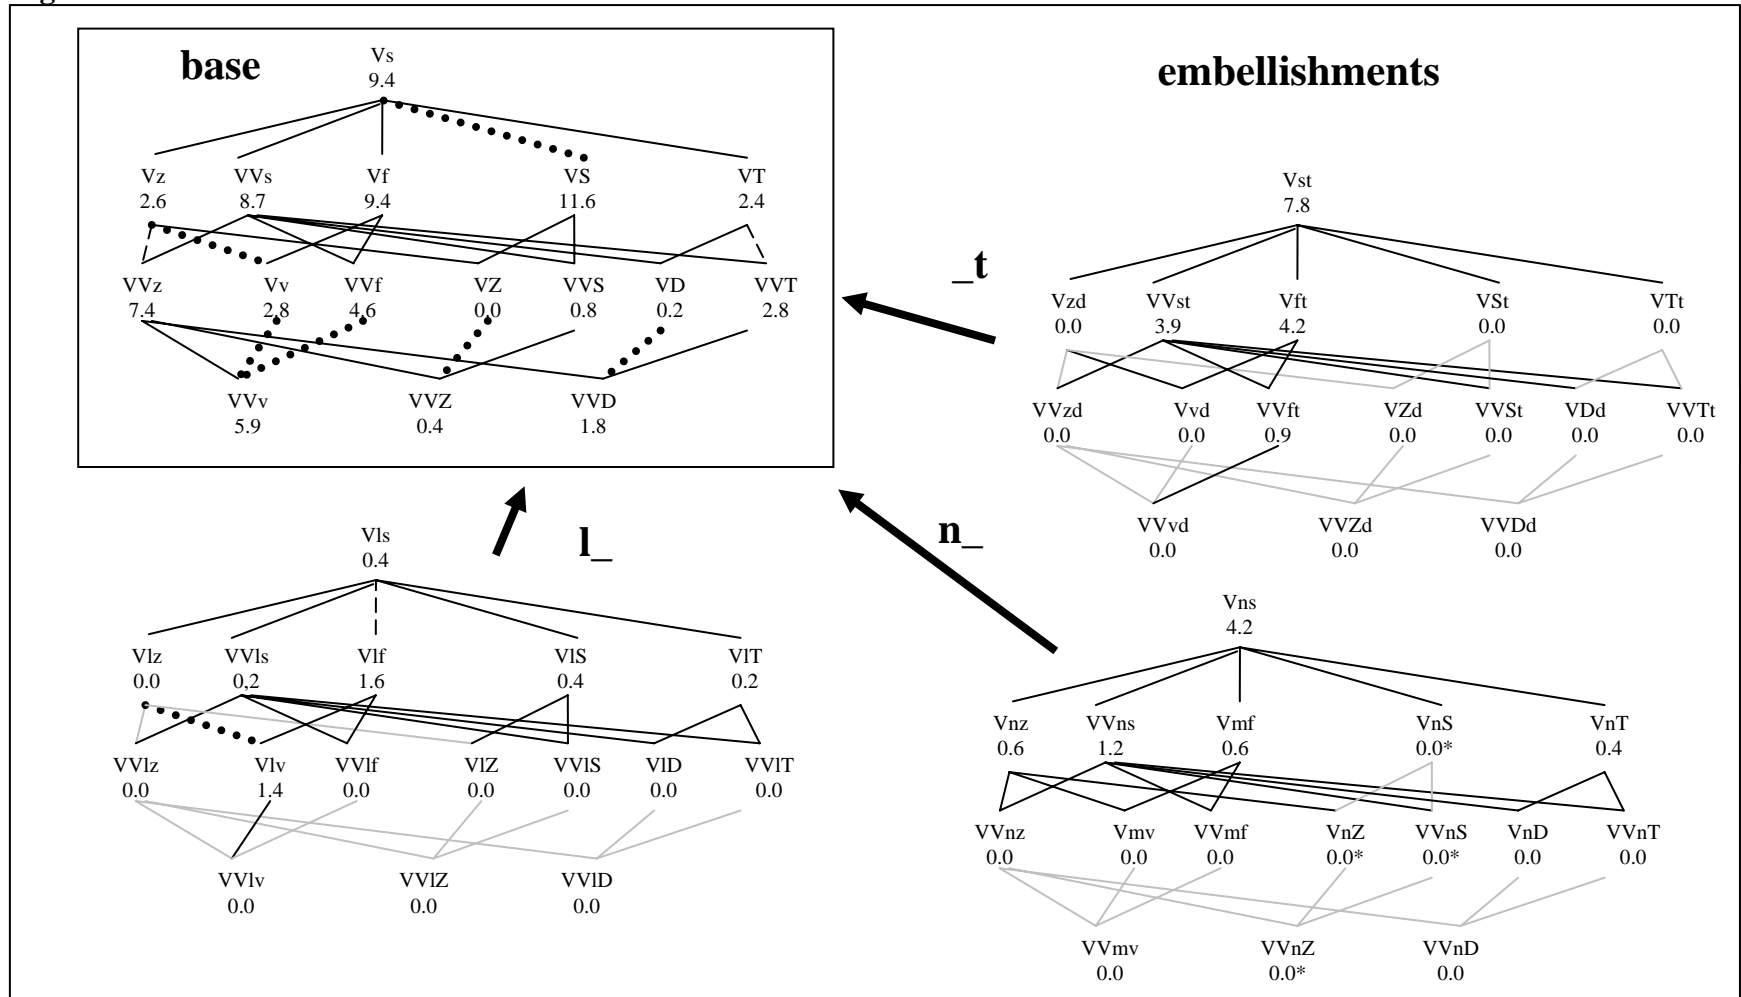 base
Vs
9.4
Vz VVs Vf VS VT
2.6 8.7 9.4 11.6 2.4
VVz Vv VVf VZ VVS VD VVT
7.4 2.8 4.6 0.0 0.8 0.2 2.8
VVv VVZ VVD
5.9 0.4 1.8
embellishments
_t
Vst
7.8
Vzd VVst Vft VSt VTt
0.0 3.9 4.2 0.0 0.0
VVzd Vvd VVft VZd VVSt VDd VVTt
0.0 0.0 0.9 0.0 0.0 0.0 0.0
VVvd VVZd VVDd
0.0 0.0 0.0
l_
Vls
0.4
Vlz VVls Vlf VlS VlT
0.0 0,2 1.6 0.4 0.2
VVlz Vlv VVlf VlZ VVlS VlD VVlT
0.0 1.4 0.0 0.0 0.0 0.0 0.0
VVlv VVlZ VVlD
0.0 0.0 0.0
n_
Vns
4.2
Vnz VVns Vmf VnS VnT
0.6 1.2 0.6 0.0* 0.4
VVnz Vmv VVmf VnZ VVnS VnD VVnT
0.0 0.0 0.0 0.0* 0.0* 0.0 0.0
VVmv VVnZ VVnD
0.0 0.0* 0.0